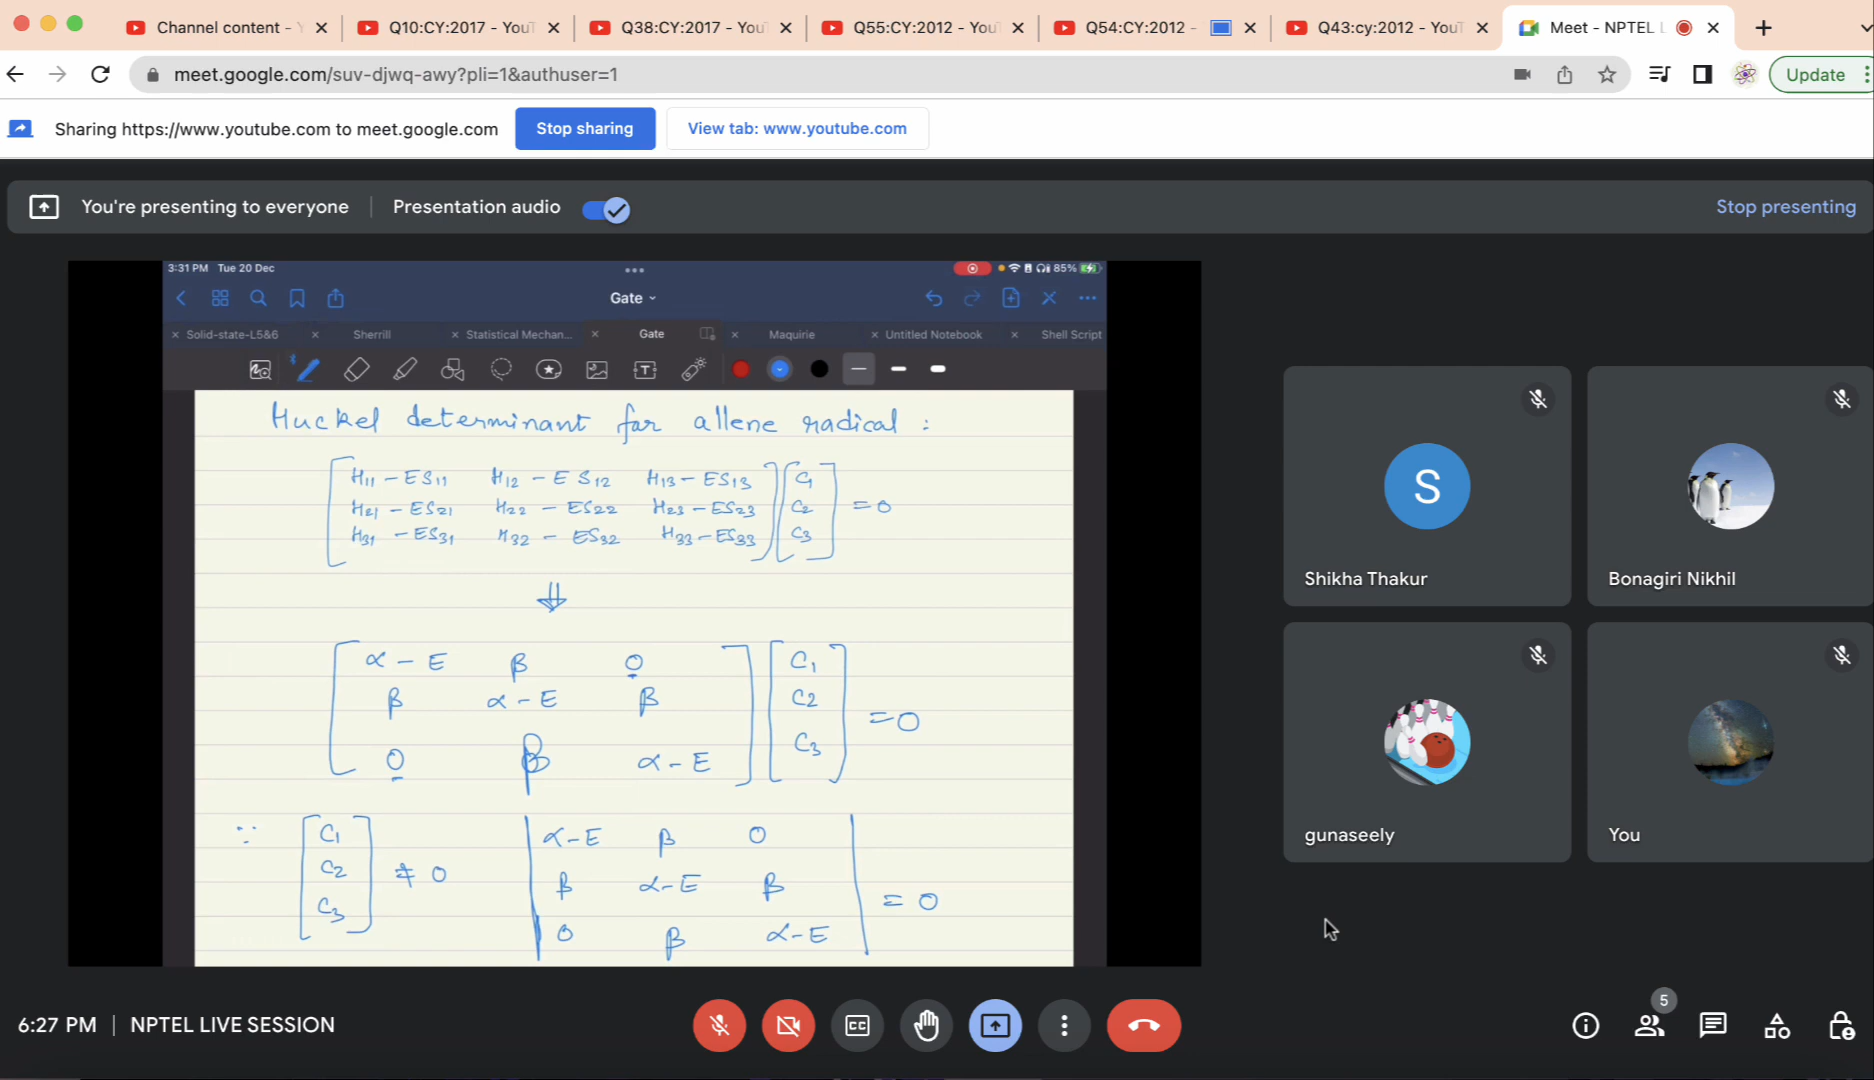 Channel content - Y
Q10:CY:2017 - YouT
Q38:CY:2017 - YouT
Q55:CY:2012 - YouT
Q54:CY:2012 -
Q43:cy:2012 - YouT
Meet - NPTEL L
meet.google.com/suv-djwq-awy?pli=1&authuser=1
Update
Sharing https://www.youtube.com to meet.google.com
Stop sharing
View tab: www.youtube.com
You're presenting to everyone
Presentation audio
Stop presenting
3:31 PM Tue 20 Dec
85%
Gate
Solid-state-L5&6
Sherrill
Statistical Mechan...
Gate
Maquirie
Untitled Notebook
Shell Script
Huckel determinant for allene radical :
[ H11 - ES11 H12 - ES12 H13 - ES13 ] [ C1 ]
[ H21 - ES21 H22 - ES22 H23 - ES23 ] [ C2 ] = 0
[ H31 - ES31 H32 - ES32 H33 - ES33 ] [ C3 ]
⇓
[ α - E β 0 ] [ C1 ]
[ β α - E β ] [ C2 ] = 0
[ 0 β α - E ] [ C3 ]
∵ [ C1 ] | α-E β 0 |
[ C2 ] ≠ 0 | β α-E β | = 0
[ C3 ] | 0 β α-E |
S
Shikha Thakur
Bonagiri Nikhil
gunaseely
You
6:27 PM | NPTEL LIVE SESSION
CC
5